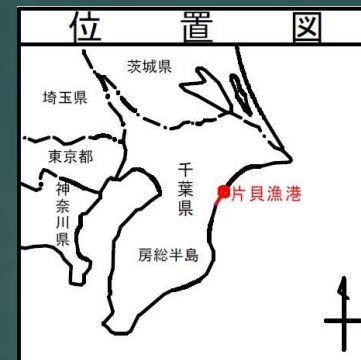 位置図
茨城県
埼玉県
東京都
千葉県
神奈川県
片貝漁港
房総半島